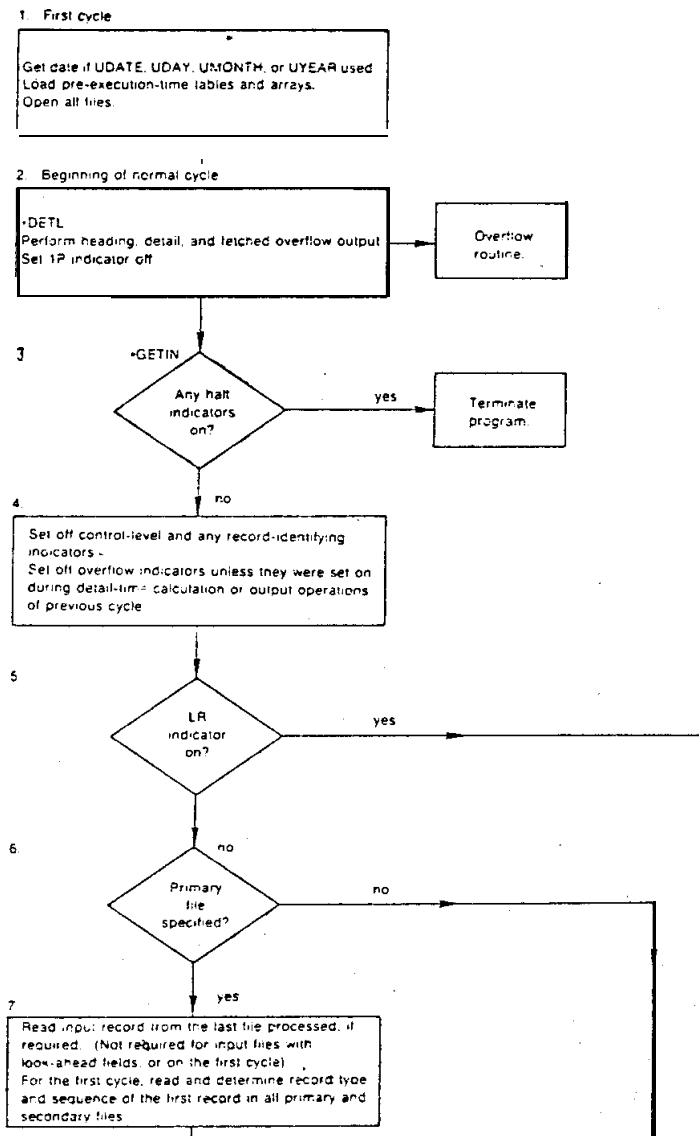 1. First cycle
Get date if UDATE, UDAY, UMONTH, or UYEAR used
Load pre-execution-time tables and arrays.
Open all files.
2. Beginning of normal cycle
*DETL
Perform heading, detail, and fetched overflow output
Set 1P indicator off
Overflow
routine.
3
*GETIN
Any halt
indicators
on?
yes
Terminate
program.
no
4.
Set off control-level and any record-identifying
indicators
Set off overflow indicators unless they were set on
during detail-time calculation or output operations
of previous cycle
5
LR
indicator
on?
yes
no
6.
Primary
file
specified?
no
yes
7
Read input record from the last file processed, if
required. (Not required for input files with
look-ahead fields, or on the first cycle)
For the first cycle, read and determine record type
and sequence of the first record in all primary and
secondary files